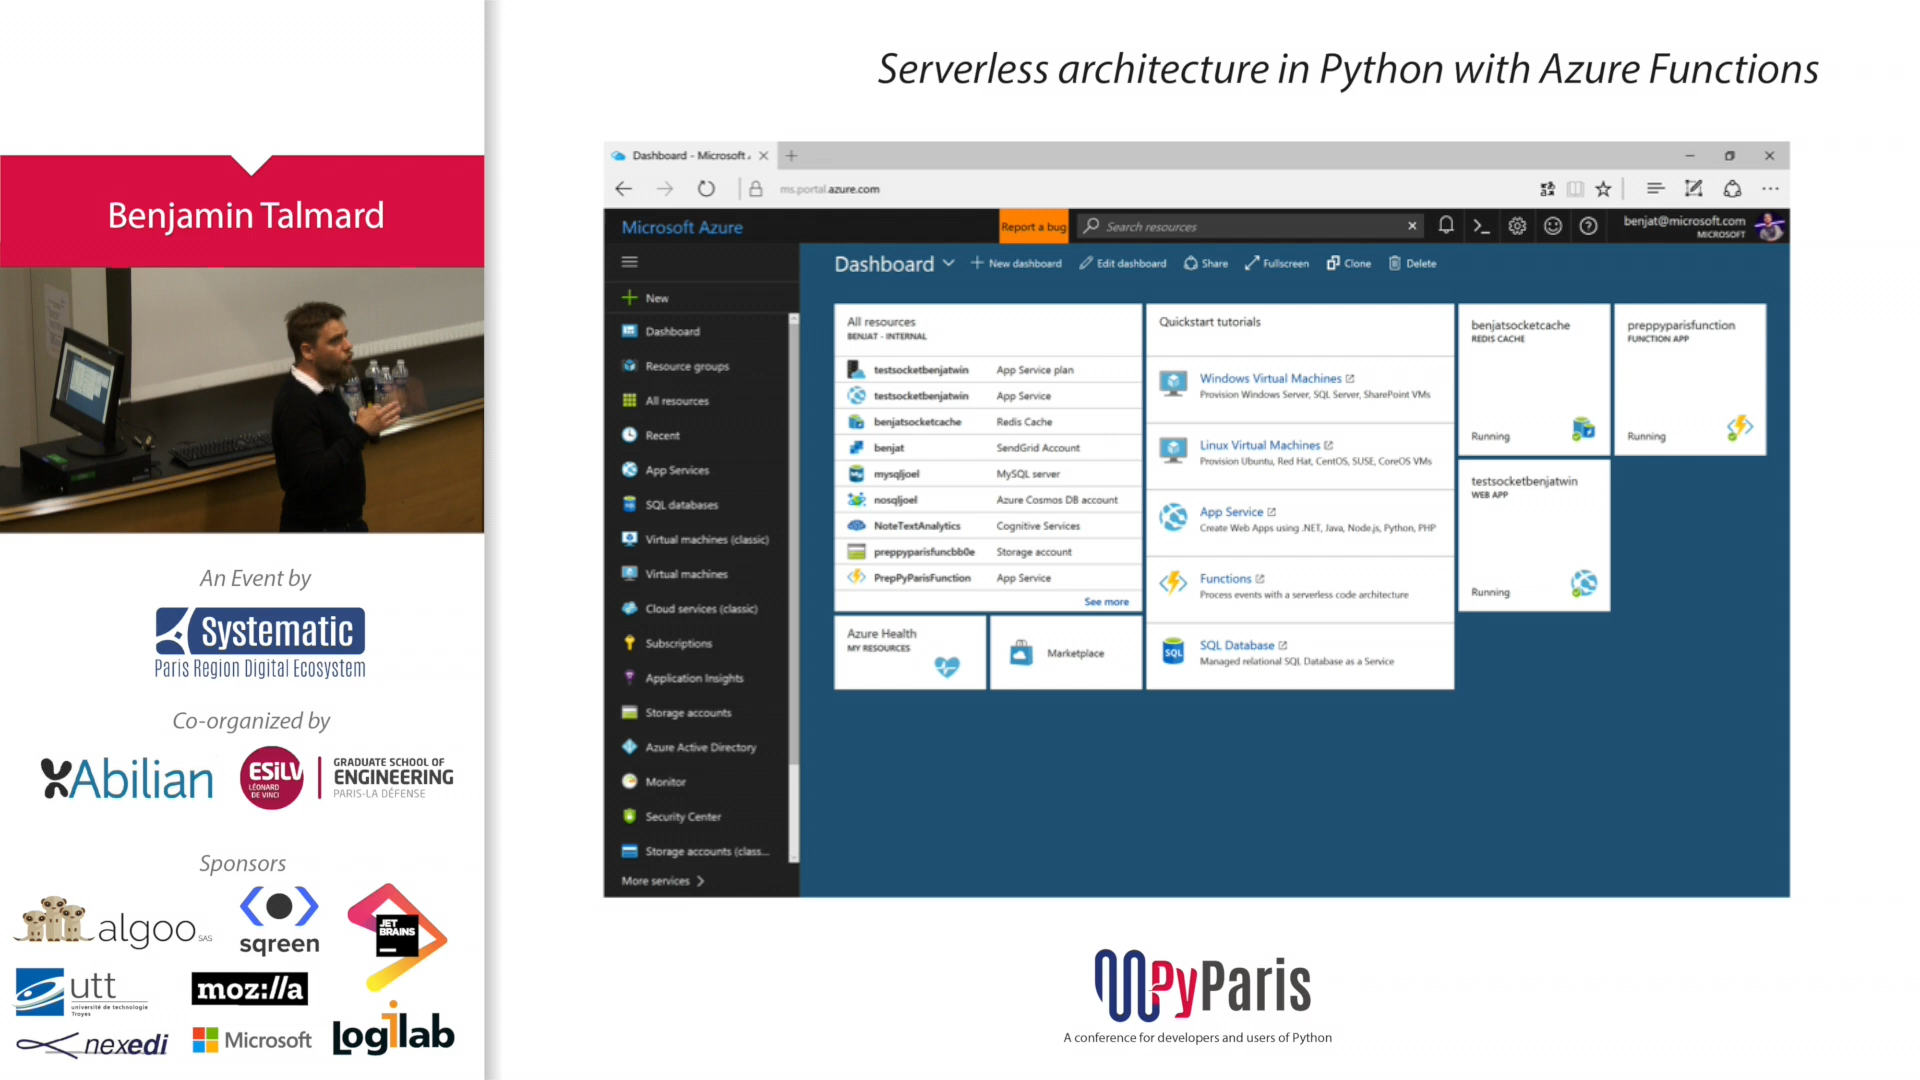 Serverless architecture in Python with Azure Functions
Benjamin Talmard
An Event by
Systematic
Paris Region Digital Ecosystem
Co-organized by
Abilian
ESILV
LÉONARD
DE VINCI
GRADUATE SCHOOL OF
ENGINEERING
PARIS-LA DÉFENSE
Sponsors
algoo SAS
sqreen
JET
BRAINS
utt
université de technologie
Troyes
moz://a
nexedi
Microsoft
logilab
Dashboard - Microsoft
ms.portal.azure.com
Microsoft Azure
Report a bug
Search resources
benjat@microsoft.com
MICROSOFT
New
Dashboard
Resource groups
All resources
Recent
App Services
SQL databases
Virtual machines (classic)
Virtual machines
Cloud services (classic)
Subscriptions
Application Insights
Storage accounts
Azure Active Directory
Monitor
Security Center
Storage accounts (class...
More services
Dashboard New dashboard Edit dashboard Share Fullscreen Clone Delete
All resources
BENJAT - INTERNAL
testsocketbenjatwin App Service plan
testsocketbenjatwin App Service
benjatsocketcache Redis Cache
benjat SendGrid Account
mysqljoel MySQL server
nosqljoel Azure Cosmos DB account
NoteTextAnalytics Cognitive Services
preppyparisfuncbb0e Storage account
PrepPyParisFunction App Service
See more
Azure Health
MY RESOURCES
Marketplace
Quickstart tutorials
Windows Virtual Machines
Provision Windows Server, SQL Server, SharePoint VMs
Linux Virtual Machines
Provision Ubuntu, Red Hat, CentOS, SUSE, CoreOS VMs
App Service
Create Web Apps using .NET, Java, Node.js, Python, PHP
Functions
Process events with a serverless code architecture
SQL
SQL Database
Managed relational SQL Database as a Service
benjatsocketcache
REDIS CACHE
Running
preppyparisfunction
FUNCTION APP
Running
testsocketbenjatwin
WEB APP
Running
PyParis
A conference for developers and users of Python